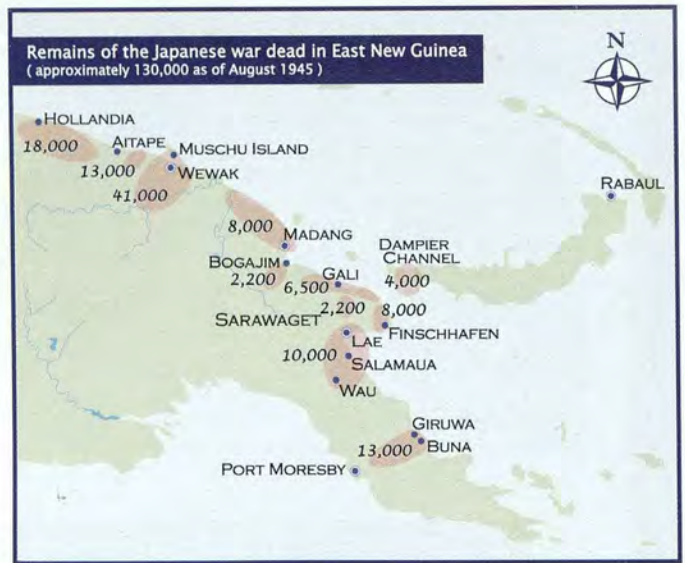 Remains of the Japanese war dead in East New Guinea
( approximately 130,000 as of August 1945 )
N
HOLLANDIA
18,000
AITAPE
13,000
MUSCHU ISLAND
WEWAK
41,000
RABAUL
8,000
MADANG
BOGAJIM
2,200
DAMPIER
CHANNEL
4,000
GALI
6,500
2,200
8,000
SARAWAGET
FINSCHHAFEN
LAE
10,000
SALAMAUA
WAU
GIRUWA
BUNA
13,000
PORT MORESBY